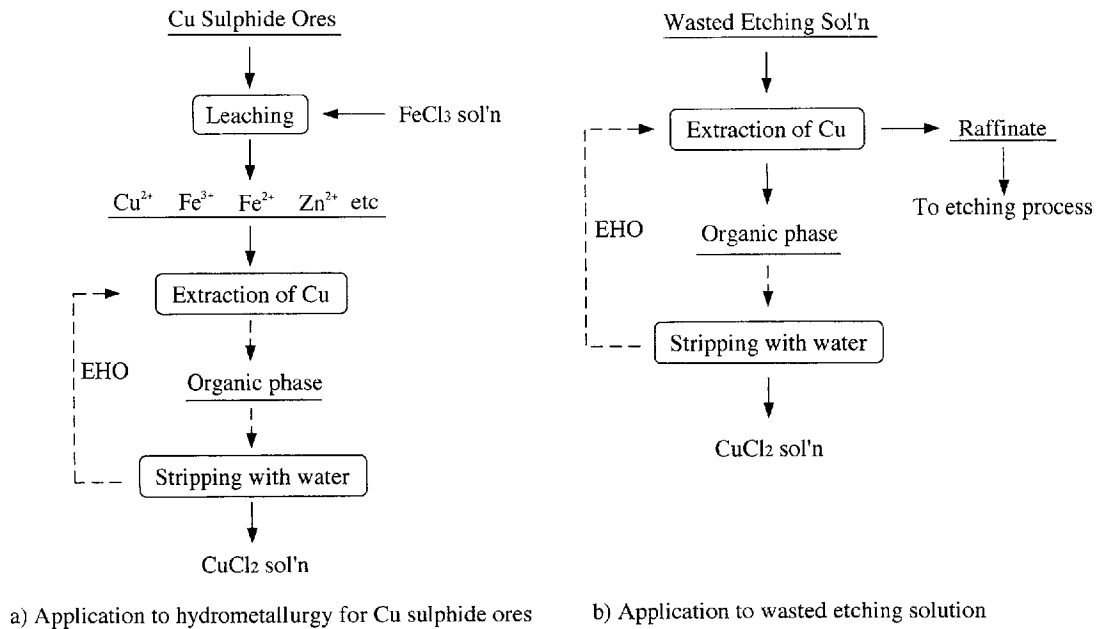 Cu Sulphide Ores
Leaching
FeCl3 sol'n
Cu2+ Fe3+ Fe2+ Zn2+ etc
Extraction of Cu
EHO
Organic phase
Stripping with water
CuCl2 sol'n
a) Application to hydrometallurgy for Cu sulphide ores
Wasted Etching Sol'n
Extraction of Cu
Raffinate
To etching process
EHO
Organic phase
Stripping with water
CuCl2 sol'n
b) Application to wasted etching solution